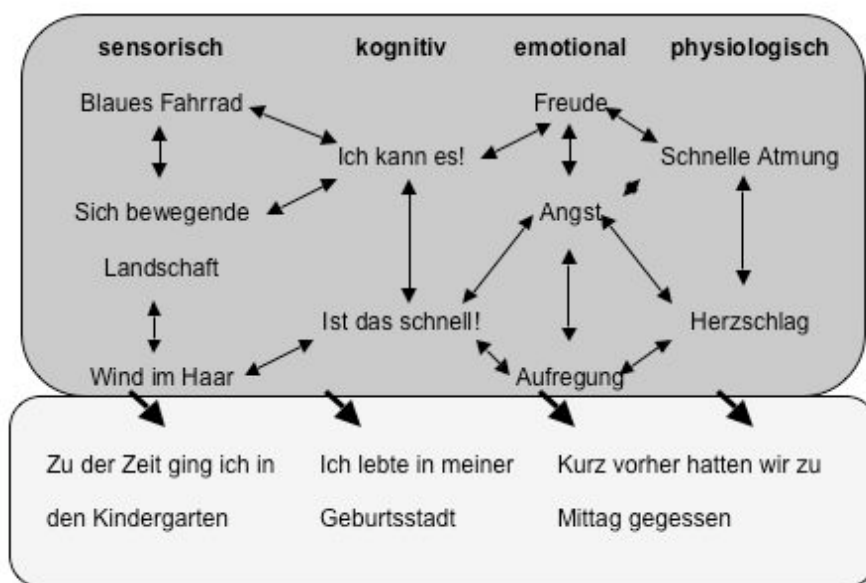 sensorisch kognitiv emotional physiologisch
Blaues Fahrrad Freude
Ich kann es! Schnelle Atmung
Sich bewegende Angst
Landschaft
Ist das schnell! Herzschlag
Wind im Haar Aufregung
Zu der Zeit ging ich in Ich lebte in meiner Kurz vorher hatten wir zu
den Kindergarten Geburtsstadt Mittag gegessen